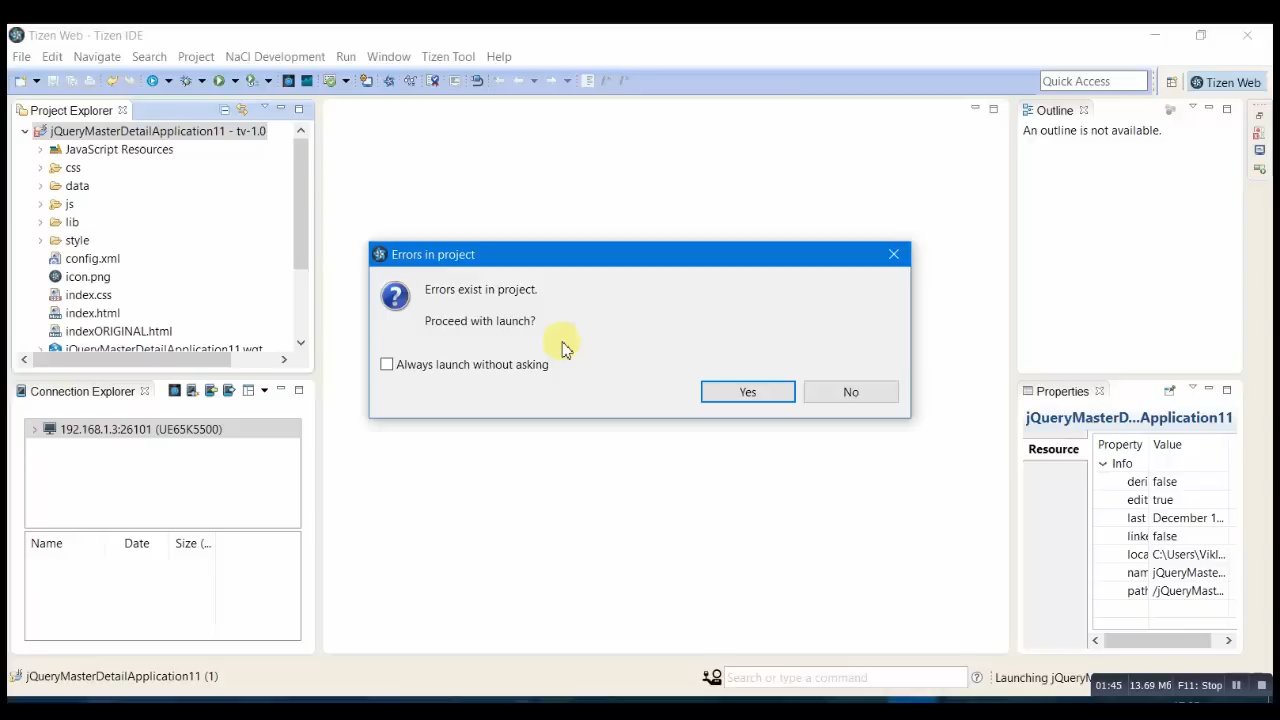 Tizen Web - Tizen IDE
File Edit Navigate Search Project NaCl Development Run Window Tizen Tool Help
Quick Access
Tizen Web
Project Explorer
jQueryMasterDetailApplication11 - tv-1.0
JavaScript Resources
css
data
js
lib
style
config.xml
icon.png
index.css
index.html
indexORIGINAL.html
jQueryMasterDetailApplication11.wgt
Outline
An outline is not available.
Errors in project
Errors exist in project.
Proceed with launch?
Always launch without asking
Yes No
Connection Explorer
192.168.1.3:26101 (UE65K5500)
Name Date Size (...
Properties
jQueryMasterD...Application11
Resource
Property Value
Info
deri false
edit true
last December 1...
linke false
loca C:\Users\Vikl...
nam jQueryMaste...
path /jQueryMast...
jQueryMasterDetailApplication11 (1)
Search or type a command
Launching jQueryM
01:45 13.69 Мб F11: Stop